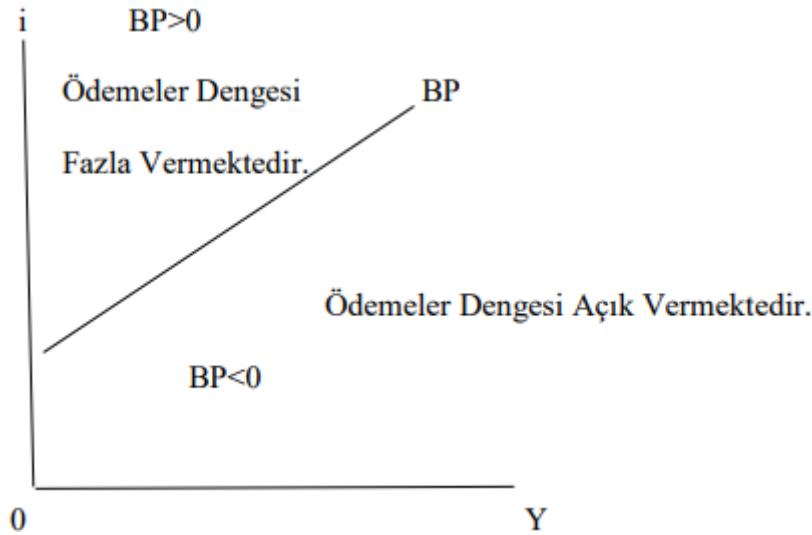 i
BP>0
Ödemeler Dengesi
Fazla Vermektedir.
BP
Ödemeler Dengesi Açık Vermektedir.
BP<0
0
Y